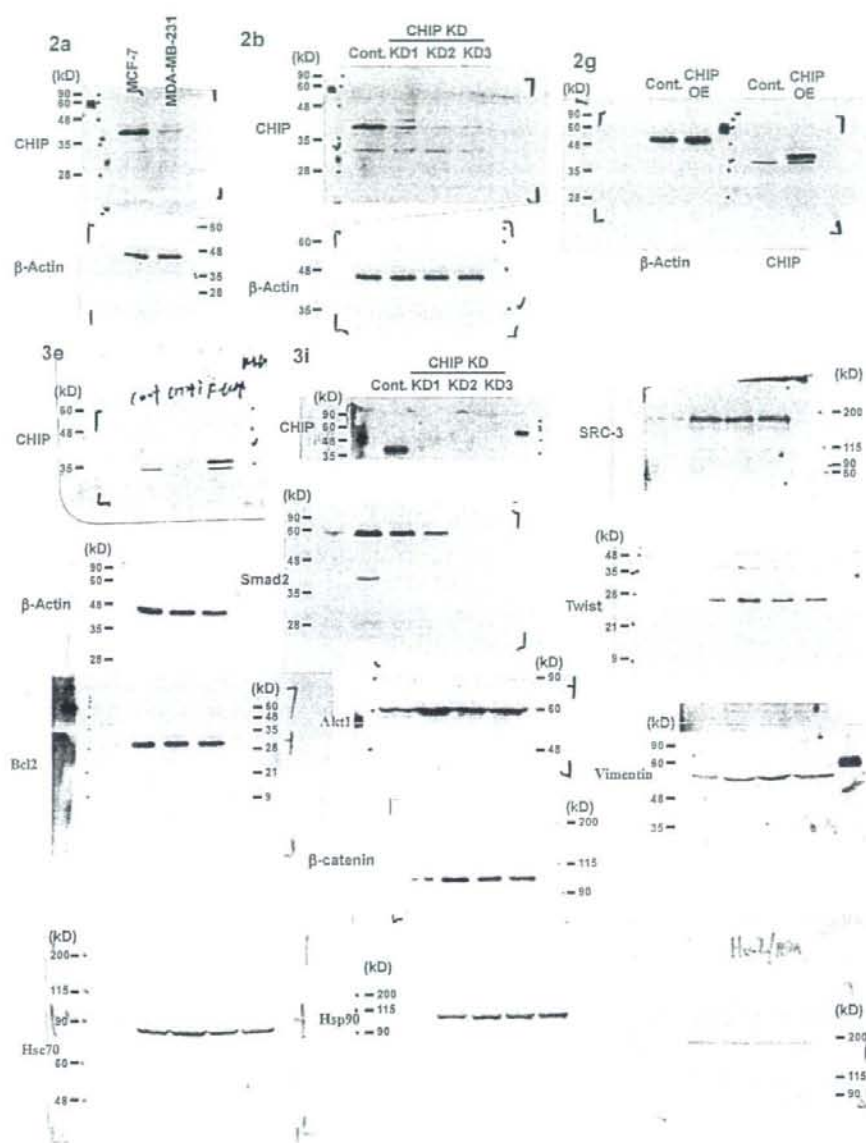 2a
MCF-7
MDA-MB-231
(kD)
90
60
48
35
28
CHIP
60
48
35
28
β-Actin
2b
CHIP KD
Cont. KD1 KD2 KD3
(kD)
90
60
48
35
28
CHIP
60
48
35
β-Actin
2g
Cont. CHIP OE
Cont. CHIP OE
(kD)
90
60
48
35
28
β-Actin CHIP
3e
(kD)
60
48
35
CHIP
(kD)
90
60
48
35
28
β-Actin
(kD)
60
48
35
28
21
9
Bcl2
3i
CHIP KD
Cont. KD1 KD2 KD3
(kD)
90
60
48
35
CHIP
(kD)
90
60
48
35
28
Smad2
(kD)
90
60
48
Akt1
(kD)
200
115
90
β-catenin
(kD)
200
115
90
60
SRC-3
(kD)
48
35
28
21
9
Twist
(kD)
90
60
48
35
Vimentin
(kD)
200
115
90
60
48
Hsc70
(kD)
200
115
90
Hsp90
(kD)
200
115
90